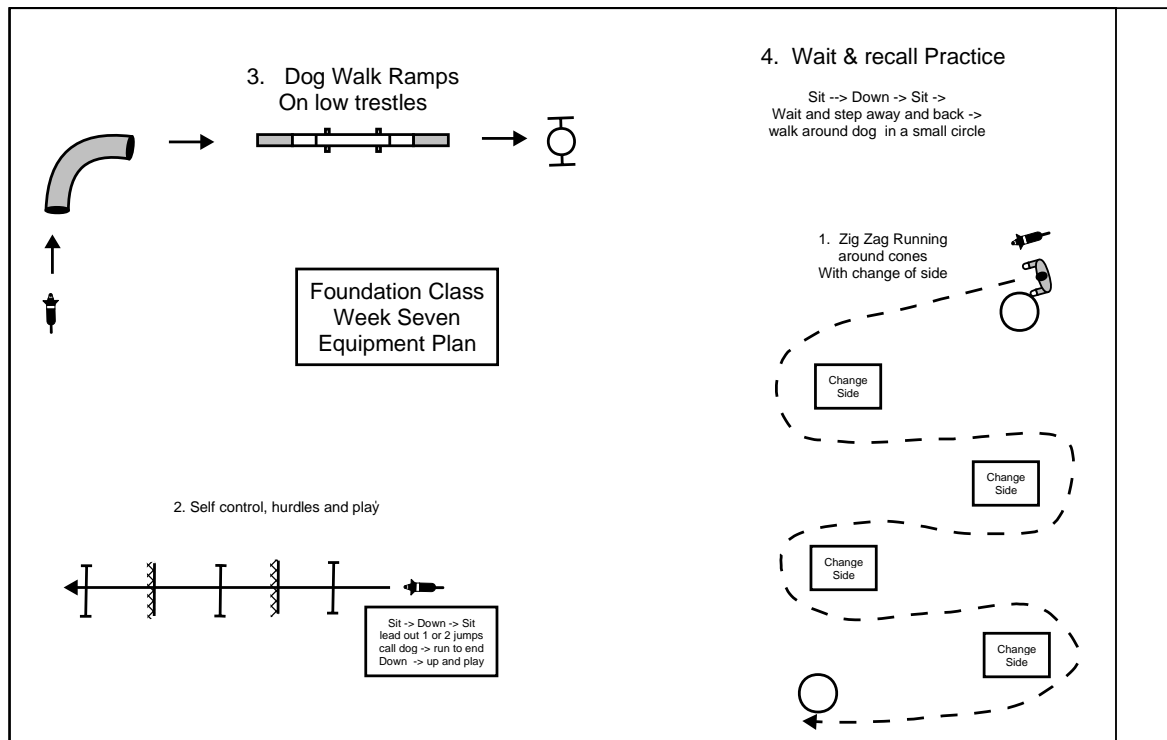 3. Dog Walk Ramps
On low trestles
4. Wait & recall Practice
Sit --> Down -> Sit ->
Wait and step away and back ->
walk around dog in a small circle
1. Zig Zag Running
around cones
With change of side
Foundation Class
Week Seven
Equipment Plan
Change
Side
Change
Side
2. Self control, hurdles and play
Change
Side
Sit -> Down -> Sit
lead out 1 or 2 jumps
call dog -> run to end
Down -> up and play
Change
Side